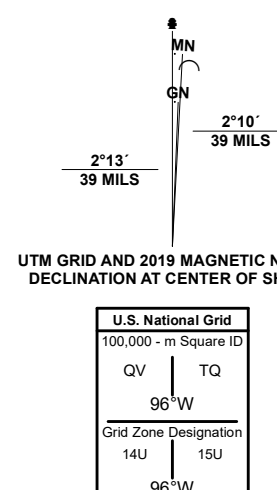 MN
GN
2°10´
39 MILS
2°13´
39 MILS
UTM GRID AND 2019 MAGNETIC N
DECLINATION AT CENTER OF SH
U.S. National Grid
100,000 - m Square ID
QV TQ
96°W
Grid Zone Designation
14U 15U
96°W